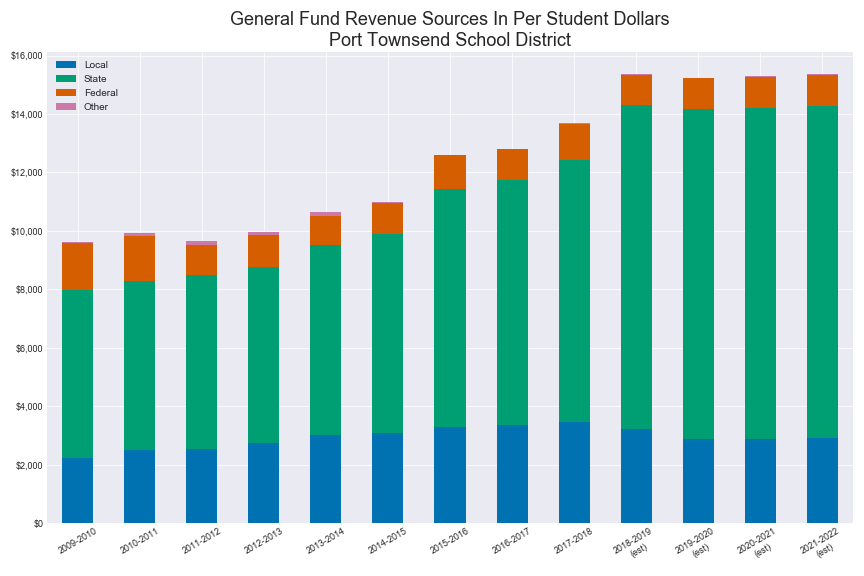 General Fund Revenue Sources In Per Student Dollars
Port Townsend School District
$16,000
$14,000
$12,000
$10,000
$8,000
$6,000
$4,000
$2,000
$0
Local
State
Federal
Other
2009-2010
2010-2011
2011-2012
2012-2013
2013-2014
2014-2015
2015-2016
2016-2017
2017-2018
2018-2019
(est)
2019-2020
(est)
2020-2021
(est)
2021-2022
(est)